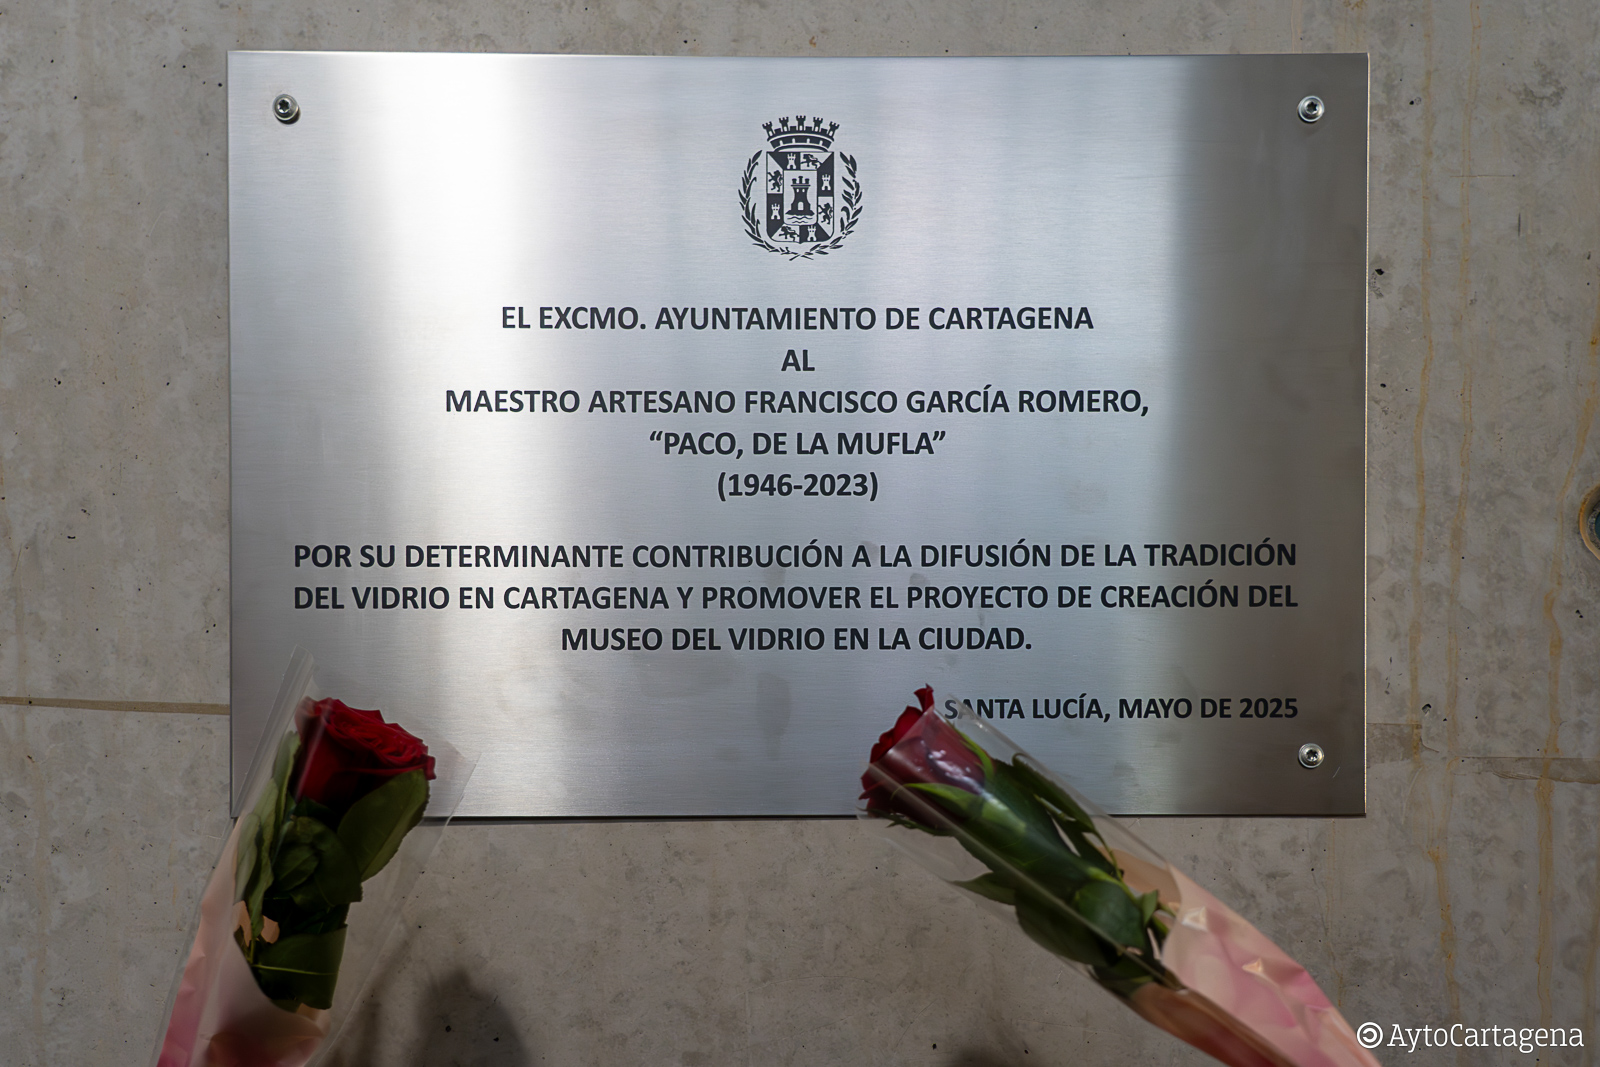 EL EXCMO. AYUNTAMIENTO DE CARTAGENA
AL
MAESTRO ARTESANO FRANCISCO GARCÍA ROMERO,
“PACO, DE LA MUFLA”
(1946-2023)
POR SU DETERMINANTE CONTRIBUCIÓN A LA DIFUSIÓN DE LA TRADICIÓN
DEL VIDRIO EN CARTAGENA Y PROMOVER EL PROYECTO DE CREACIÓN DEL
MUSEO DEL VIDRIO EN LA CIUDAD.
SANTA LUCÍA, MAYO DE 2025
AytoCartagena